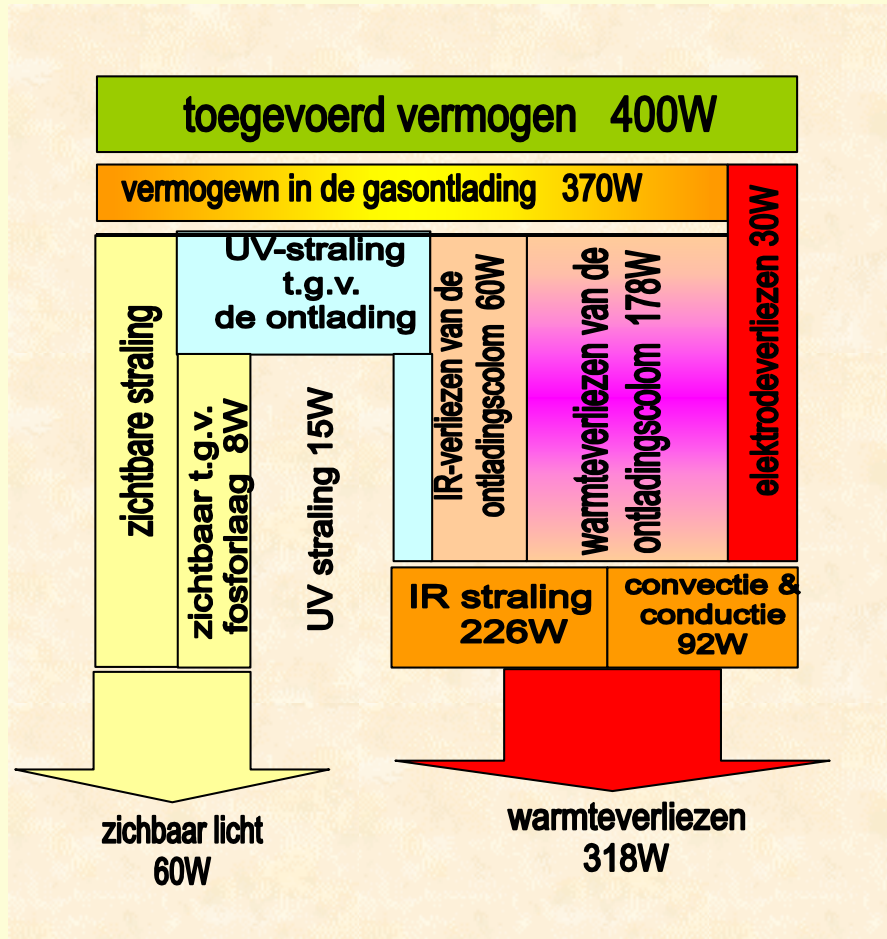 toegevoerd vermogen 400W
vermogewn in de gasontlading 370W
elektrodeverliezen 30W
UV-straling
t.g.v.
de ontlading
zichtbare straling
zichtbaar t.g.v.
fosforlaag 8W
UV straling 15W
IR-verliezen van de
ontladingscolom 60W
warmteverliezen van de
ontladingscolom 178W
IR straling
226W
convectie &
conductie
92W
zichbaar licht
60W
warmteverliezen
318W